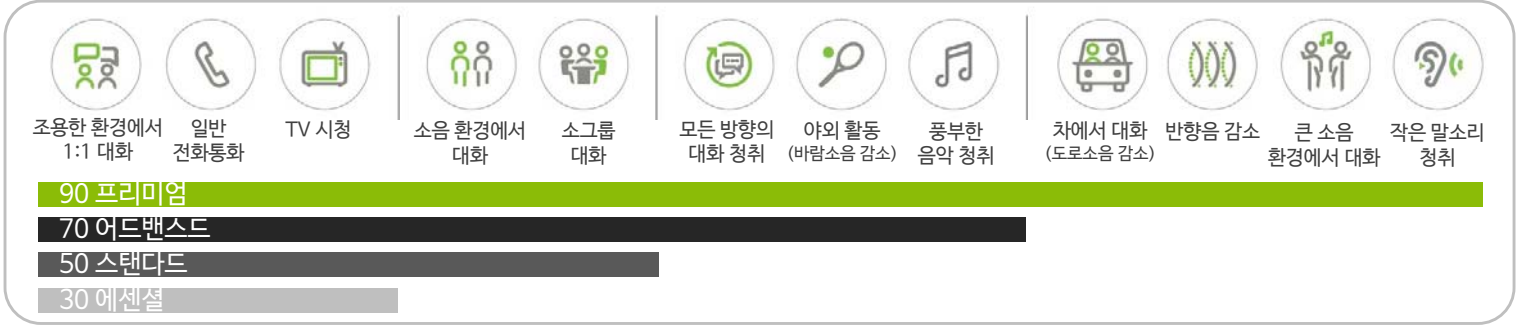 조용한 환경에서
1:1 대화
일반
전화통화
TV 시청
소음 환경에서
대화
소그룹
대화
모든 방향의
대화 청취
야외 활동
(바람소음 감소)
풍부한
음악 청취
차에서 대화
(도로소음 감소)
반향음 감소
큰 소음
환경에서 대화
작은 말소리
청취
90 프리미엄
70 어드밴스드
50 스탠다드
30 에센셜